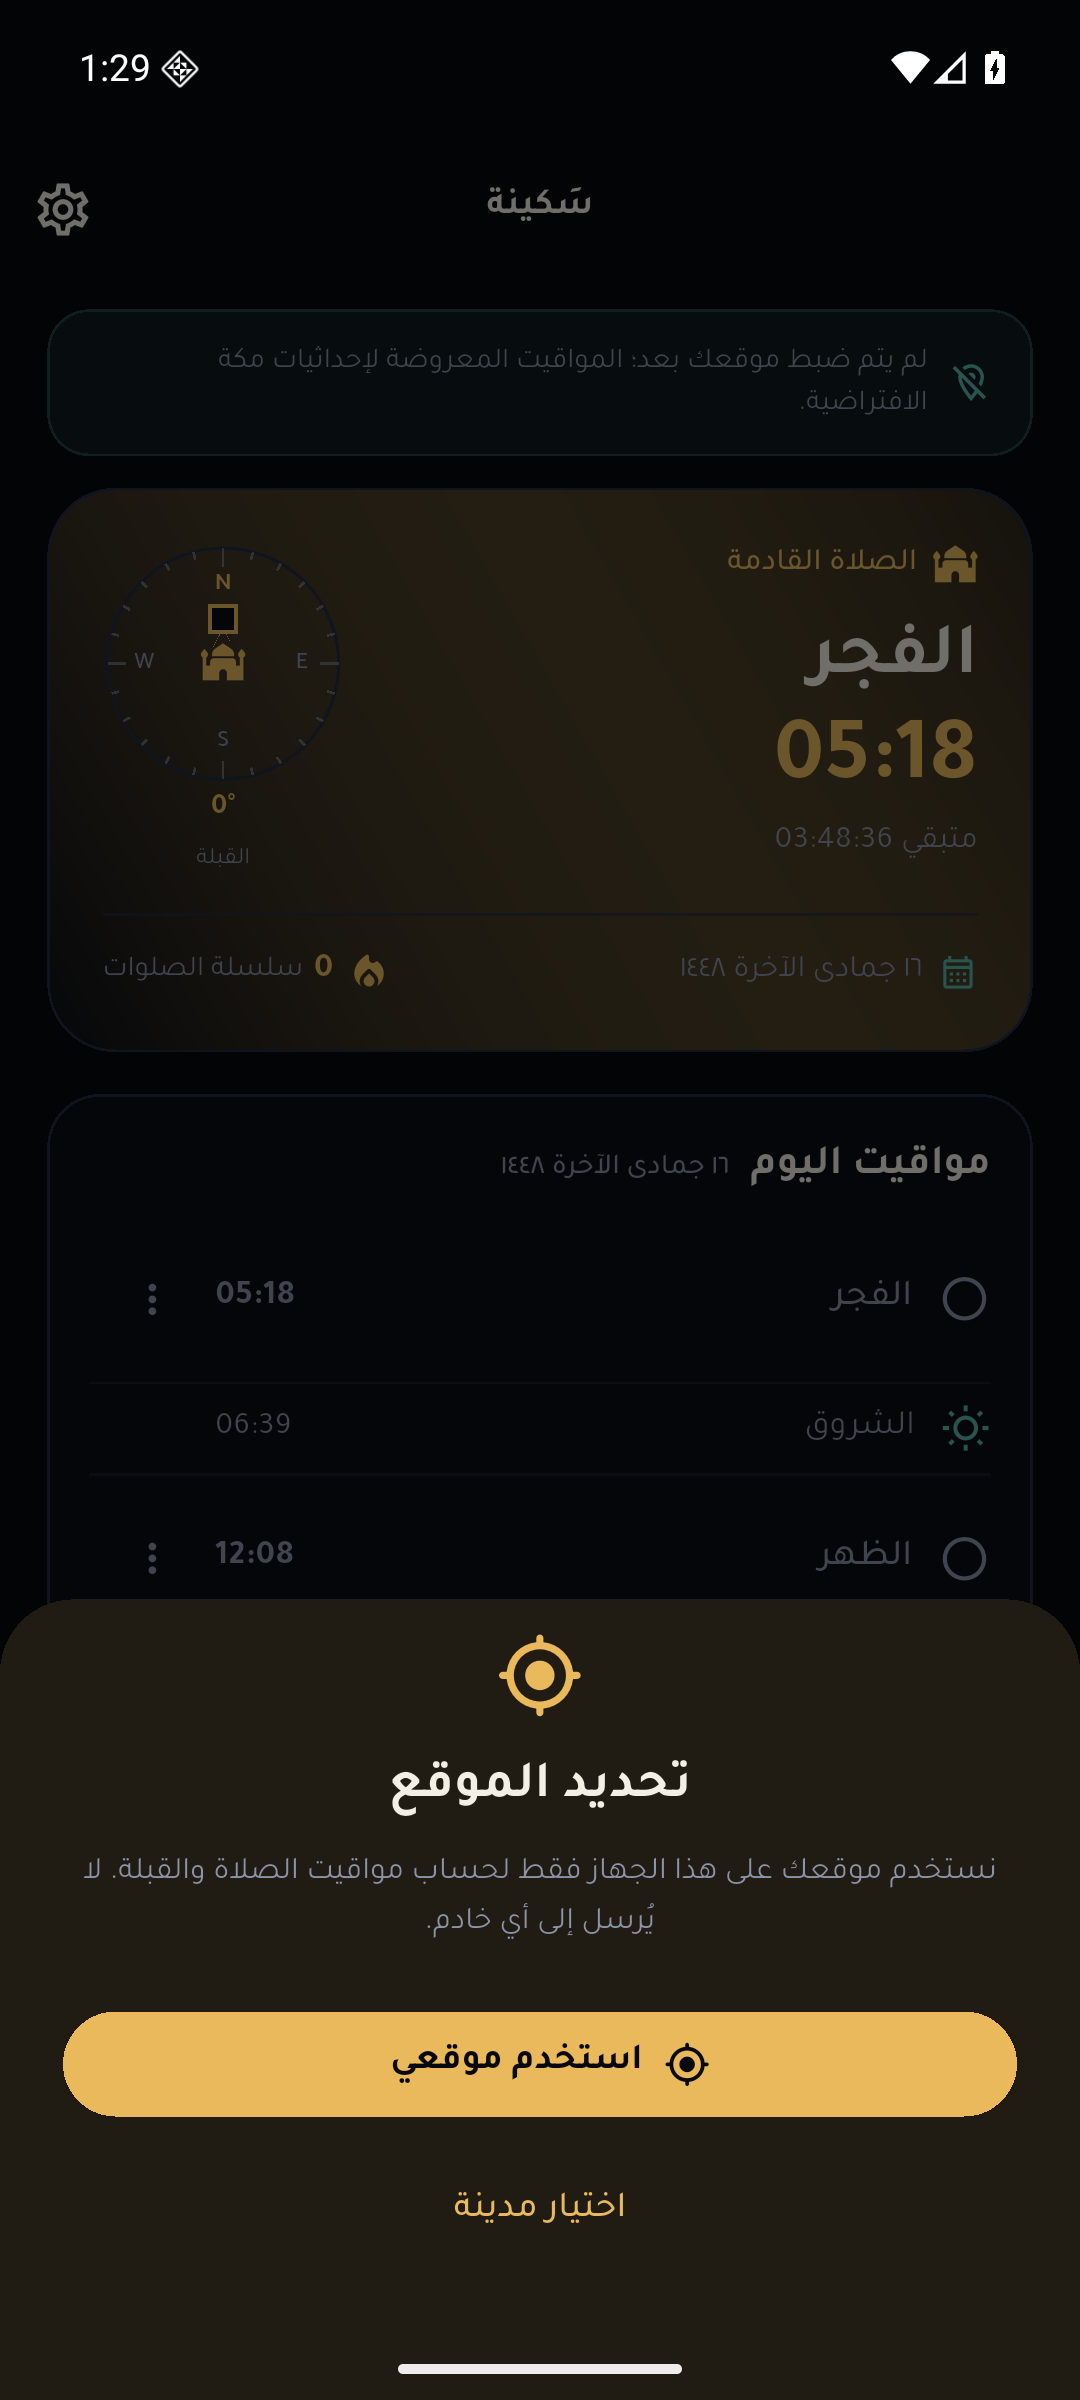 1:29
سَكينة
لم يتم ضبط موقعك بعد؛ المواقيت المعروضة لإحداثيات مكة
الافتراضية.
الصلاة القادمة
الفجر
05:18
متبقي 03:48:36
N
W
E
S
0°
القبلة
١٦ جمادى الآخرة ١٤٤٨
0 سلسلة الصلوات
مواقيت اليوم ١٦ جمادى الآخرة ١٤٤٨
الفجر 05:18
الشروق 06:39
الظهر 12:08
تحديد الموقع
نستخدم موقعك على هذا الجهاز فقط لحساب مواقيت الصلاة والقبلة. لا
يُرسل إلى أي خادم.
استخدم موقعي
اختيار مدينة